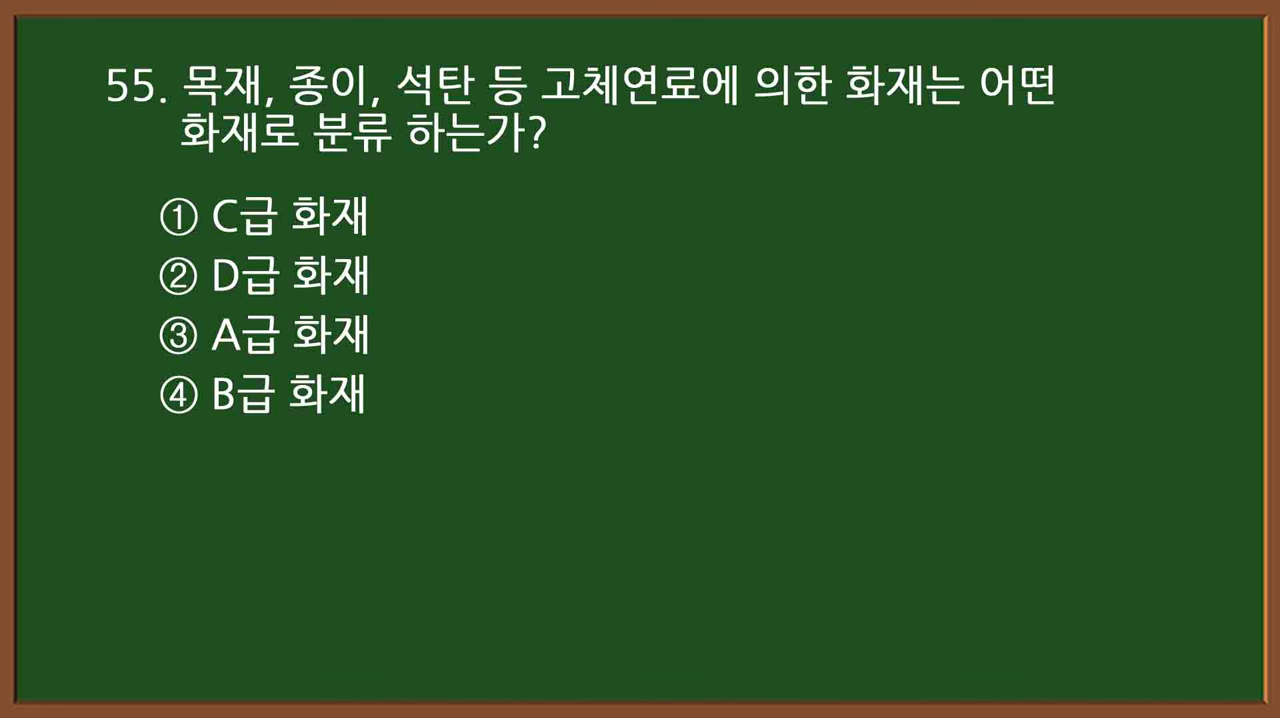 55. 목재, 종이, 석탄 등 고체연료에 의한 화재는 어떤
화재로 분류 하는가?
① C급 화재
② D급 화재
③ A급 화재
④ B급 화재